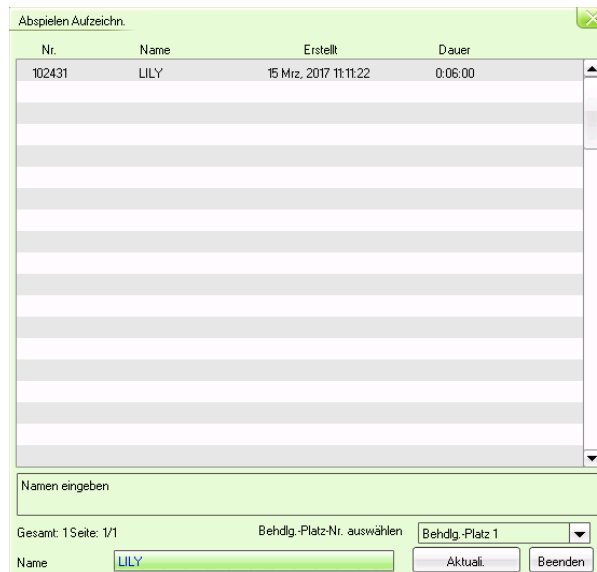 Abspielen Aufzeichn.
Nr. Name Erstellt Dauer
102431 LILY 15 Mrz, 2017 11:11:22 0:06:00
Namen eingeben
Gesamt: 1 Seite: 1/1 Behdlg.-Platz-Nr. auswählen Behdlg.-Platz 1
Name LILY Aktuali. Beenden